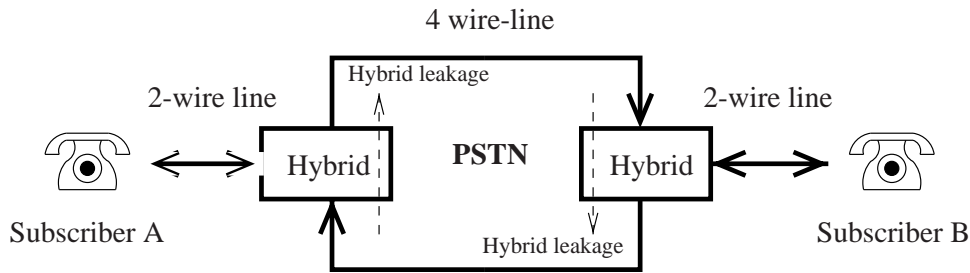 4 wire-line
Hybrid leakage
2-wire line
2-wire line
Hybrid
PSTN
Hybrid
Subscriber A
Subscriber B
Hybrid leakage